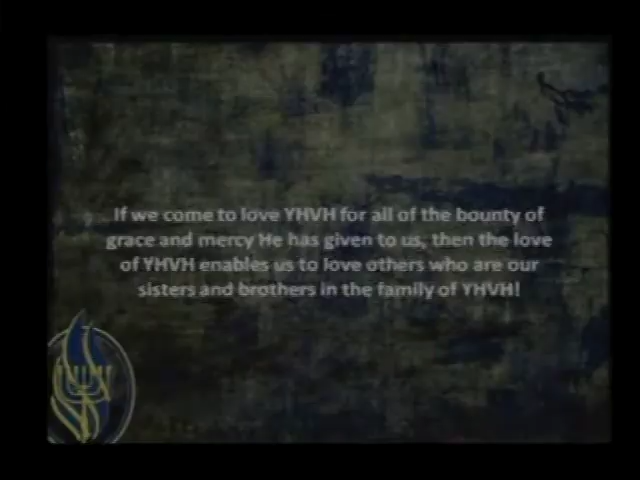 If we come to love YHVH for all of the bounty of
grace and mercy He has given to us, then the love
of YHVH enables us to love others who are our
sisters and brothers in the family of YHVH!